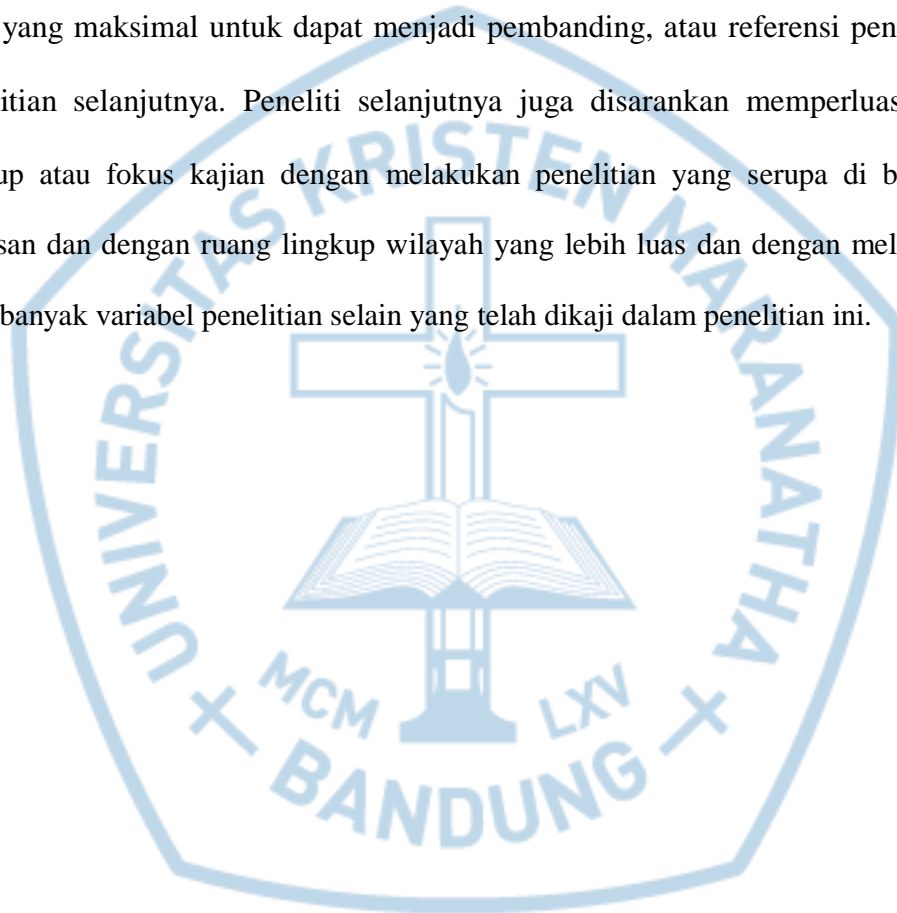 yang maksimal untuk dapat menjadi pembanding, atau referensi pen
itian selanjutnya. Peneliti selanjutnya juga disarankan memperluas
up atau fokus kajian dengan melakukan penelitian yang serupa di b
san dan dengan ruang lingkup wilayah yang lebih luas dan dengan mel
banyak variabel penelitian selain yang telah dikaji dalam penelitian ini.
UNIVERSITAS KRISTEN MARANATHA
MCM LXV
BANDUNG